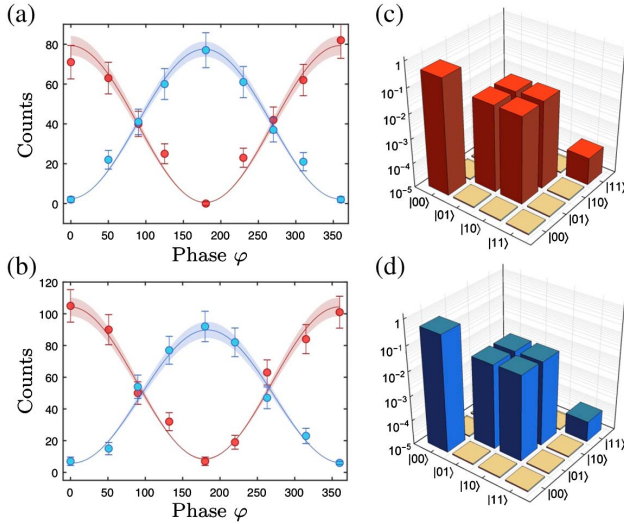 (a)
80
60
40
20
0
Counts
0 50 100 150 200 250 300 350
Phase φ
(c)
1
10⁻¹
10⁻²
10⁻³
10⁻⁴
10⁻⁵
|00⟩ |01⟩ |10⟩ |11⟩
|00⟩ |01⟩ |10⟩ |11⟩
(b)
120
100
80
60
40
20
0
Counts
0 50 100 150 200 250 300 350
Phase φ
(d)
1
10⁻¹
10⁻²
10⁻³
10⁻⁴
10⁻⁵
|00⟩ |01⟩ |10⟩ |11⟩
|00⟩ |01⟩ |10⟩ |11⟩